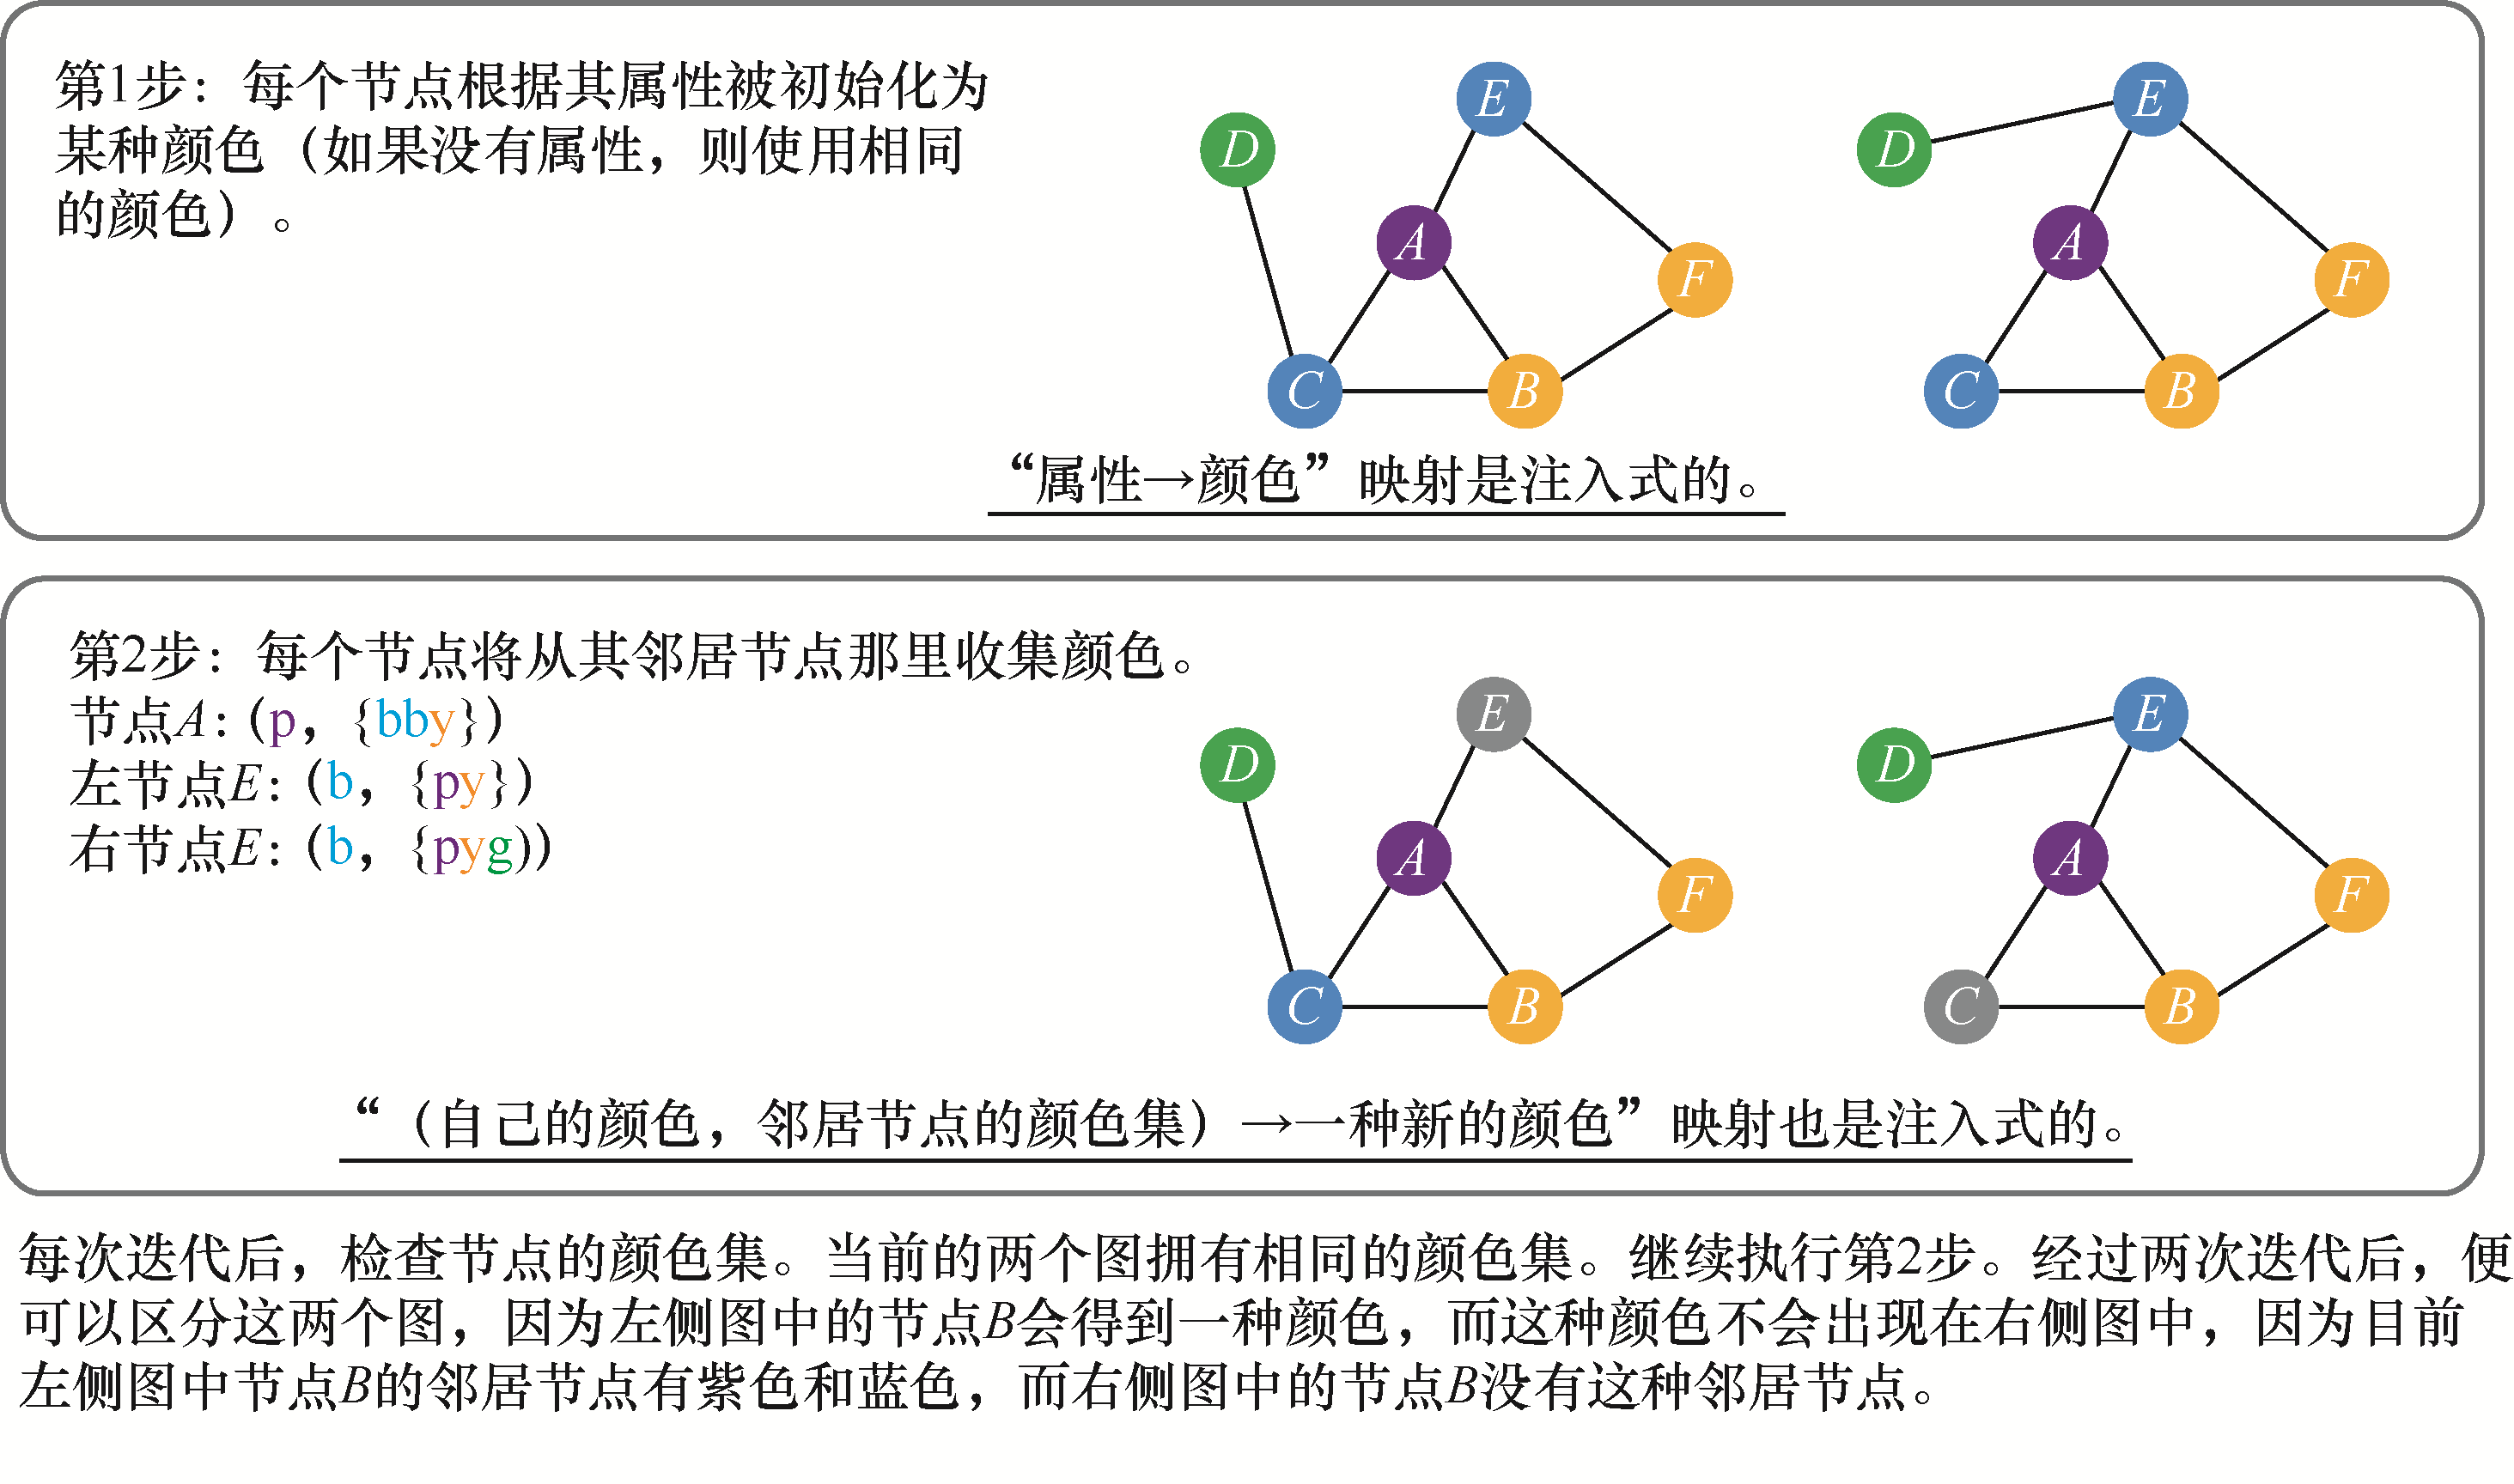 第1步：每个节点根据其属性被初始化为
某种颜色（如果没有属性，则使用相同
的颜色）。
E
E
D
D
A
A
F
F
C
B
C
B
“属性→颜色”映射是注入式的。
第2步：每个节点将从其邻居节点那里收集颜色。
节点A：（p，{bby}）
左节点E：（b，{py}）
右节点E：（b，{pyg)）
E
E
D
D
A
A
F
F
C
B
C
B
“（自己的颜色，邻居节点的颜色集）→一种新的颜色”映射也是注入式的。
每次迭代后，检查节点的颜色集。当前的两个图拥有相同的颜色集。继续执行第2步。经过两次迭代后，便
可以区分这两个图，因为左侧图中的节点B会得到一种颜色，而这种颜色不会出现在右侧图中，因为目前
左侧图中节点B的邻居节点有紫色和蓝色，而右侧图中的节点B没有这种邻居节点。